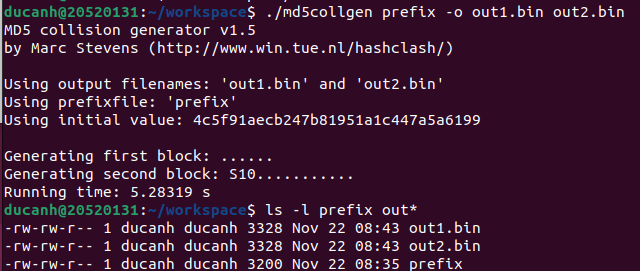 ducanh@20520131:~/workspace$ ./md5collgen prefix -o out1.bin out2.bin
MD5 collision generator v1.5
by Marc Stevens (http://www.win.tue.nl/hashclash/)

Using output filenames: 'out1.bin' and 'out2.bin'
Using prefixfile: 'prefix'
Using initial value: 4c5f91aecb247b81951a1c447a5a6199

Generating first block: ......
Generating second block: S10...........
Running time: 5.28319 s
ducanh@20520131:~/workspace$ ls -l prefix out*
-rw-rw-r-- 1 ducanh ducanh 3328 Nov 22 08:43 out1.bin
-rw-rw-r-- 1 ducanh ducanh 3328 Nov 22 08:43 out2.bin
-rw-rw-r-- 1 ducanh ducanh 3200 Nov 22 08:35 prefix